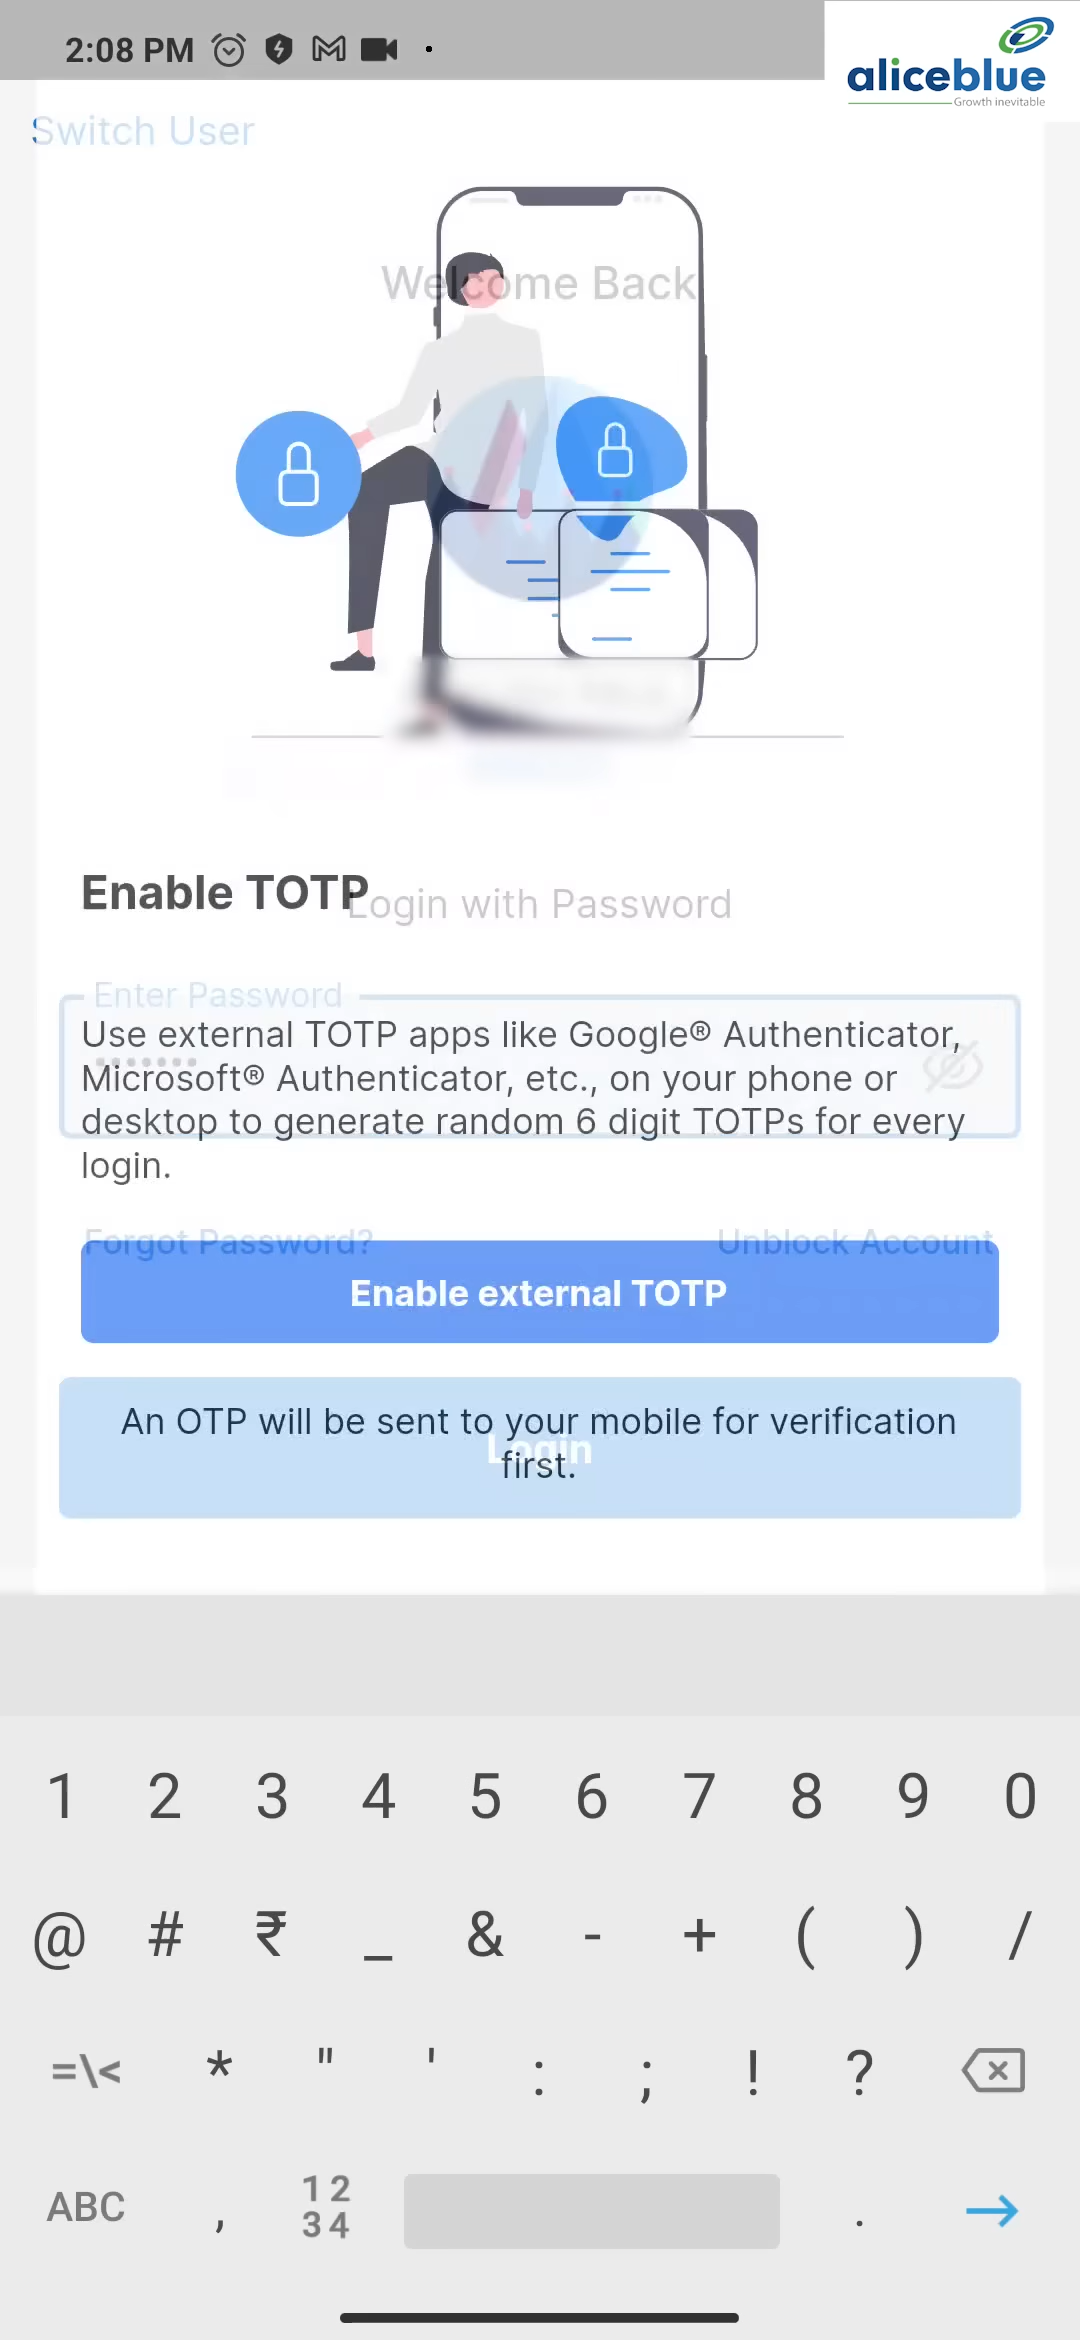 2:08 PM
aliceblue
Growth inevitable
Switch User
Welcome Back
Enable TOTP
Login with Password
Enter Password
Use external TOTP apps like Google® Authenticator,
Microsoft® Authenticator, etc., on your phone or
desktop to generate random 6 digit TOTPs for every
login.
Forgot Password?
Unblock Account
Enable external TOTP
An OTP will be sent to your mobile for verification
first.
Login
1 2 3 4 5 6 7 8 9 0
@ # ₹ _ & - + ( ) /
=\< * " ' : ; ! ?
ABC , 12 34 .